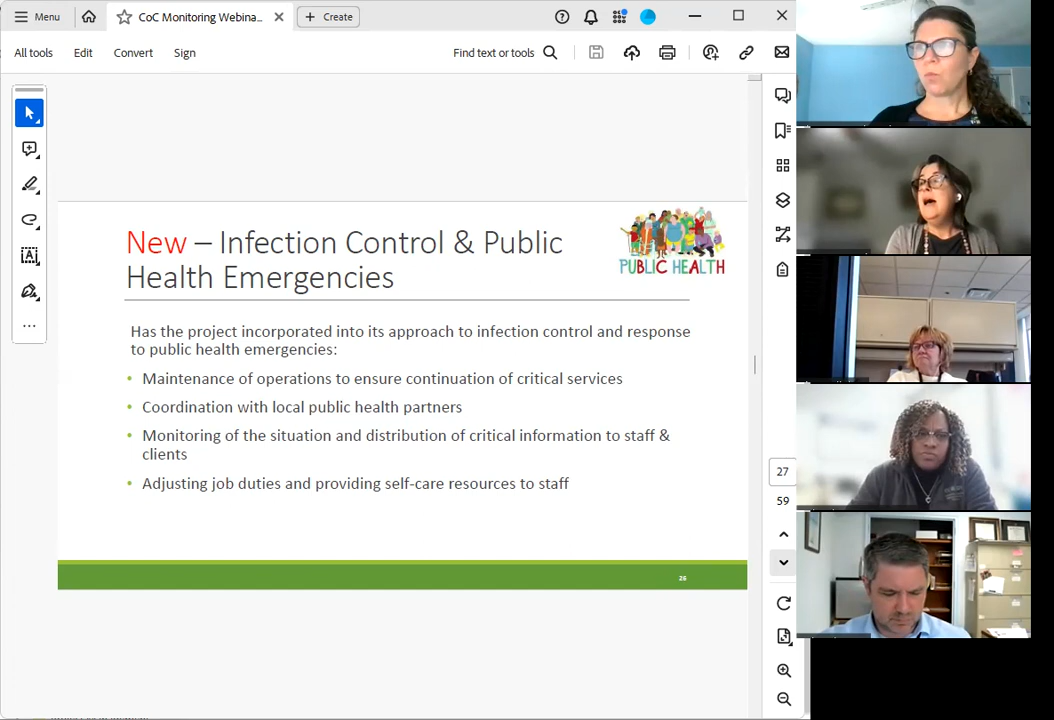 Menu
CoC Monitoring Webina...
Create
All tools
Edit
Convert
Sign
Find text or tools
New – Infection Control & Public
Health Emergencies
PUBLIC HEALTH
Has the project incorporated into its approach to infection control and response
to public health emergencies:
• Maintenance of operations to ensure continuation of critical services
• Coordination with local public health partners
• Monitoring of the situation and distribution of critical information to staff &
clients
• Adjusting job duties and providing self-care resources to staff
26
27
59